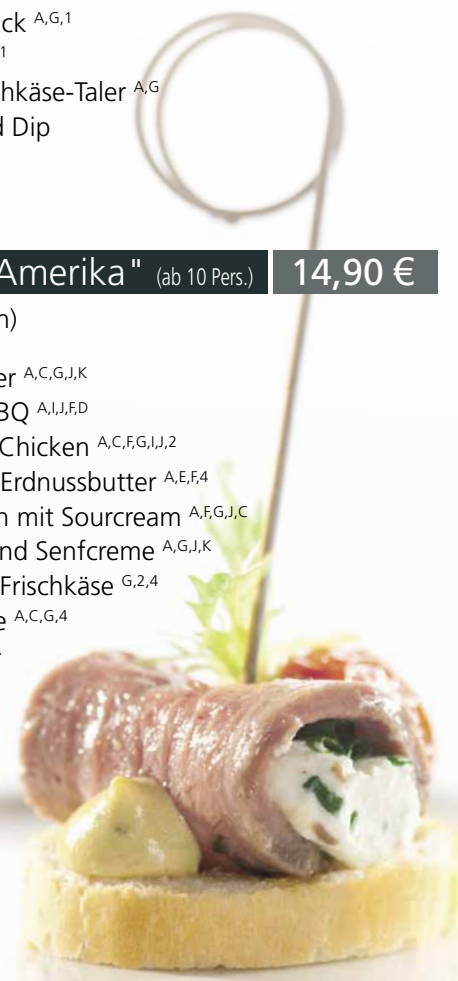 ck A,G,1
1
hkäse-Taler A,G
d Dip
Amerika" (ab 10 Pers.) 14,90 €
n)
er A,C,G,J,K
BQ A,I,J,F,D
Chicken A,C,F,G,I,J,2
Erdnussbutter A,E,F,4
n mit Sourcream A,F,G,J,C
nd Senfcreme A,G,J,K
Frischkäse G,2,4
e A,C,G,4